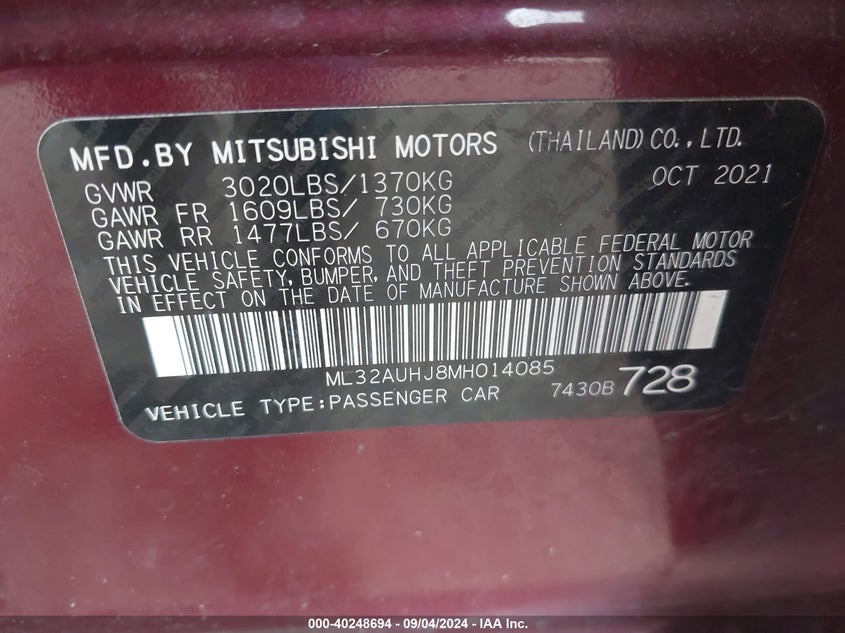 MFD.BY MITSUBISHI MOTORS (THAILAND)CO.,LTD.
GVWR 3020LBS/1370KG OCT 2021
GAWR FR 1609LBS/ 730KG
GAWR RR 1477LBS/ 670KG
THIS VEHICLE CONFORMS TO ALL APPLICABLE FEDERAL MOTOR
VEHICLE SAFETY, BUMPER, AND THEFT PREVENTION STANDARDS
IN EFFECT ON THE DATE OF MANUFACTURE SHOWN ABOVE.
ML32AUHJ8MH014085
VEHICLE TYPE:PASSENGER CAR 7430B 728
000-40248694 - 09/04/2024 - IAA Inc.